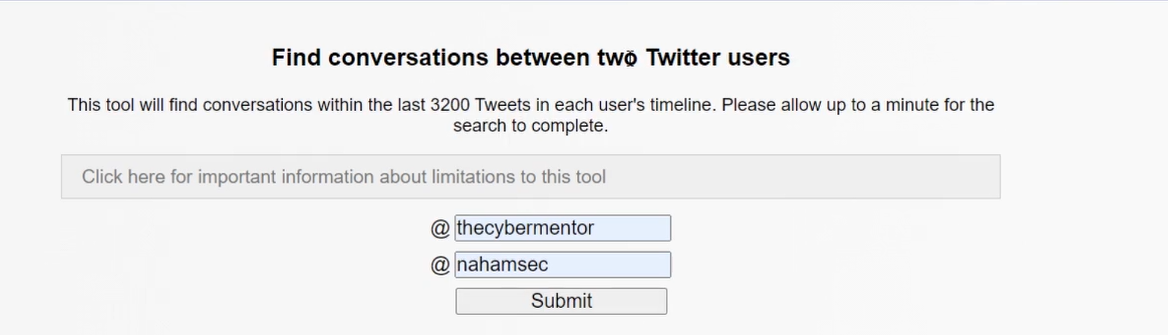 Find conversations between two Twitter users
This tool will find conversations within the last 3200 Tweets in each user's timeline. Please allow up to a minute for the
search to complete.
Click here for important information about limitations to this tool
@ thecybermentor
@ nahamsec
Submit